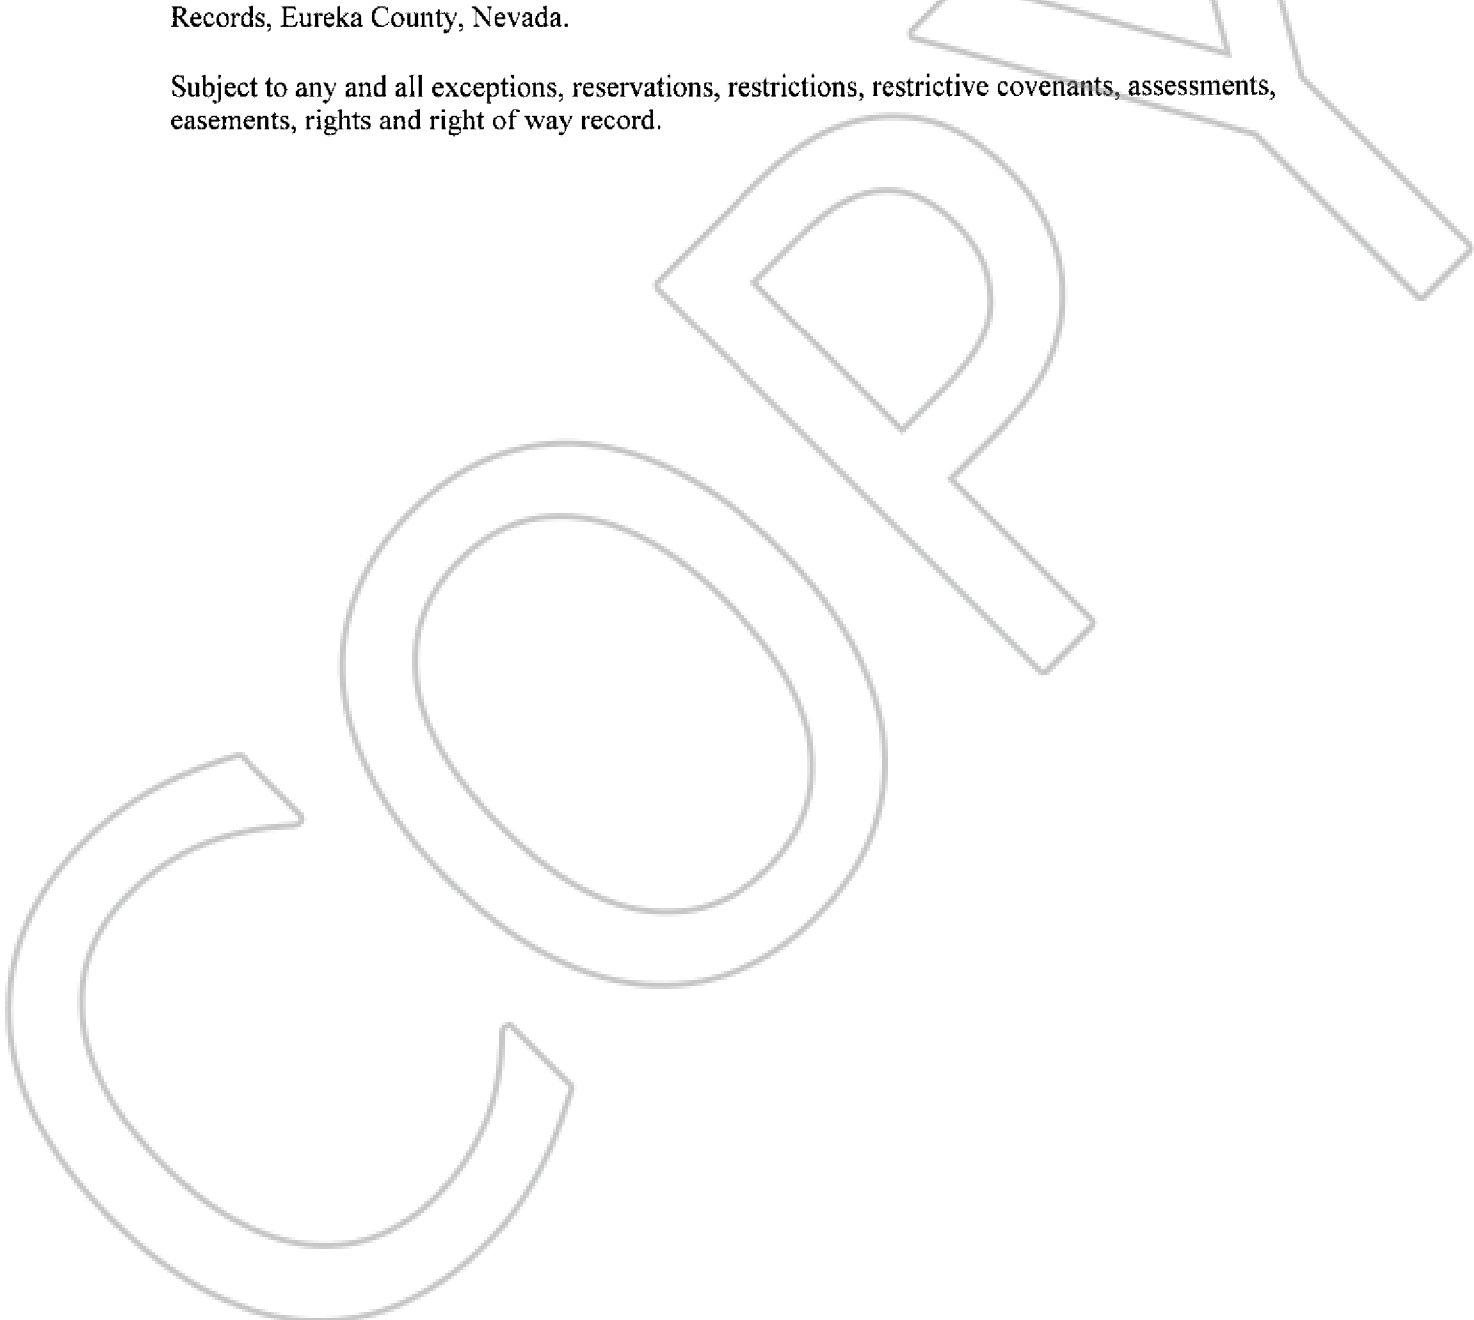 Records, Eureka County, Nevada.
Subject to any and all exceptions, reservations, restrictions, restrictive covenants, assessments,
easements, rights and right of way record.
COPY